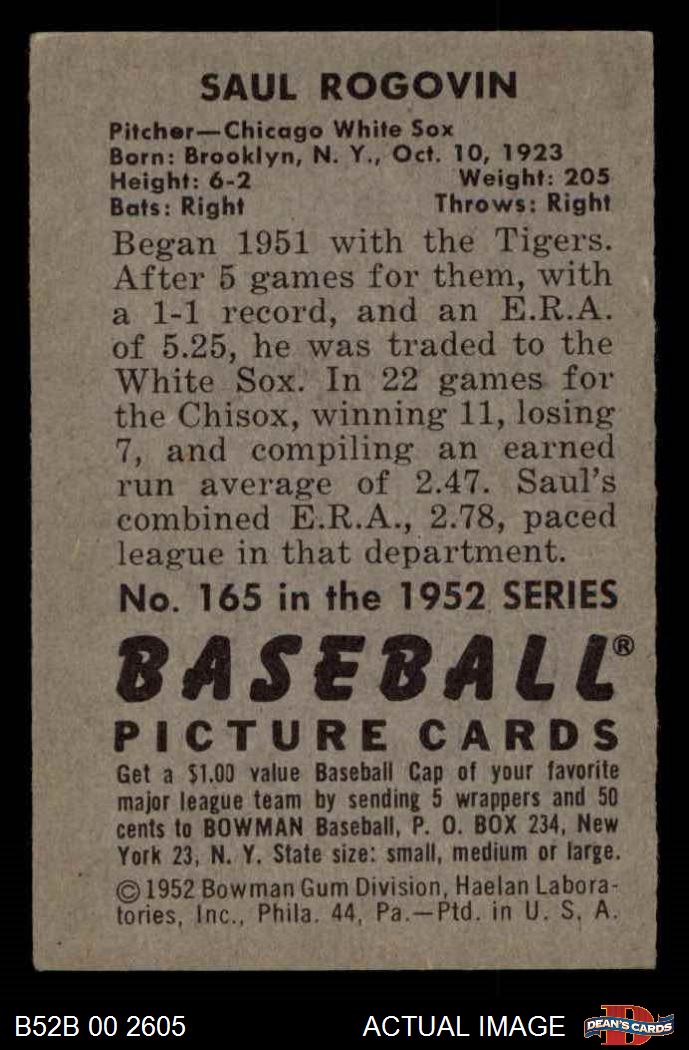 SAUL ROGOVIN
Pitcher—Chicago White Sox
Born: Brooklyn, N. Y., Oct. 10, 1923
Height: 6-2 Weight: 205
Bats: Right Throws: Right
Began 1951 with the Tigers.
After 5 games for them, with
a 1-1 record, and an E.R.A.
of 5.25, he was traded to the
White Sox. In 22 games for
the Chisox, winning 11, losing
7, and compiling an earned
run average of 2.47. Saul's
combined E.R.A., 2.78, paced
league in that department.
No. 165 in the 1952 SERIES
BASEBALL®
PICTURE CARDS
Get a $1.00 value Baseball Cap of your favorite
major league team by sending 5 wrappers and 50
cents to BOWMAN Baseball, P. O. BOX 234, New
York 23, N. Y. State size: small, medium or large.
© 1952 Bowman Gum Division, Haelan Labora-
tories, Inc., Phila. 44, Pa.—Ptd. in U. S. A.
B52B 00 2605 ACTUAL IMAGE D DEAN'S CARDS